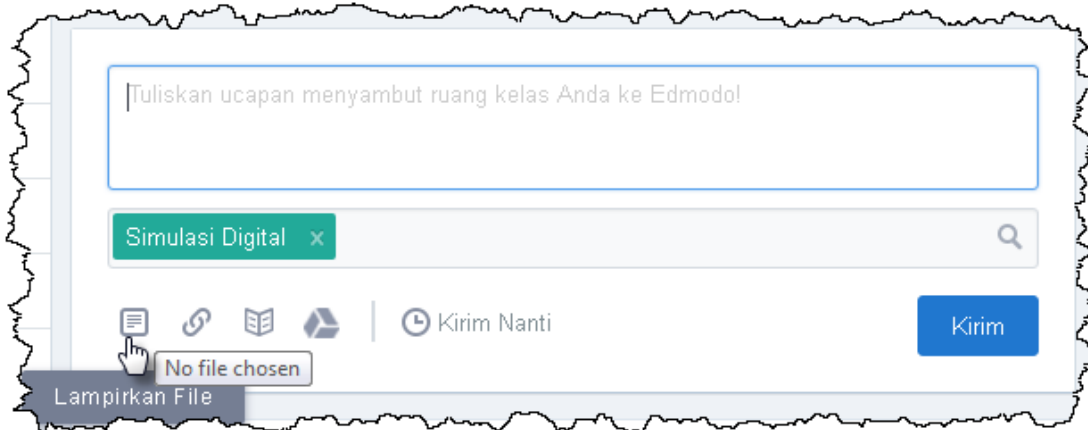 Tuliskan ucapan menyambut ruang kelas Anda ke Edmodo!
Simulasi Digital ×
Kirim Nanti
Kirim
No file chosen
Lampirkan File